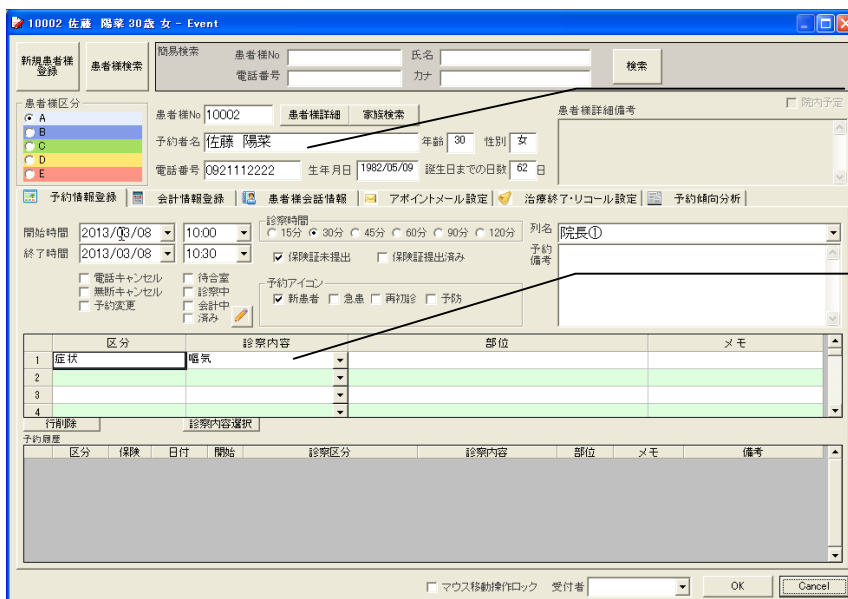 10002 佐藤 陽菜 30歳 女 - Event
新規患者様登録 患者様検索 簡易検索 患者様No 氏名 検索
電話番号 カナ
患者様区分 患者様No 10002 患者様詳細 家族検索 患者様詳細備考 院内予定
A
B
C
D
E
予約者名 佐藤 陽菜 年齢 30 性別 女
電話番号 0921112222 生年月日 1982/05/09 誕生日までの日数 62 日
予約情報登録 会計情報登録 患者様会話情報 アポイントメール設定 治療終了・リコール設定 予約傾向分析
開始時間 2013/03/08 10:00 診察時間 15分 30分 45分 60分 90分 120分 列名 院長①
終了時間 2013/03/08 10:30 保険証未提出 保険証提出済み 予約備考
電話キャンセル 待合室 予約アイコン
無断キャンセル 診察中 新患者 急患 再初診 予防
予約変更 会計中
済み
区分 診察内容 部位 メモ
1 症状 嘔気
2
3
4
行削除 診察内容選択
予約履歴
区分 保険 日付 開始 診察区分 診察内容 部位 メモ 備考
マウス移動操作ロック 受付者 OK Cancel